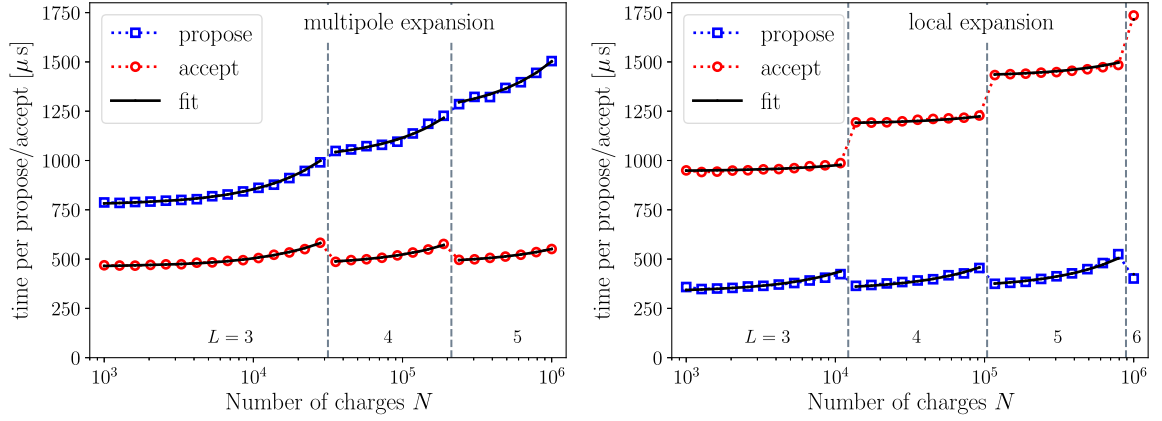 time per propose/accept [μs]
1750
1500
1250
1000
750
500
250
0
multipole expansion
propose
accept
fit
L = 3
4
5
10³
10⁴
10⁵
10⁶
Number of charges N
time per propose/accept [μs]
1750
1500
1250
1000
750
500
250
0
local expansion
propose
accept
fit
L = 3
4
5
6
10³
10⁴
10⁵
10⁶
Number of charges N